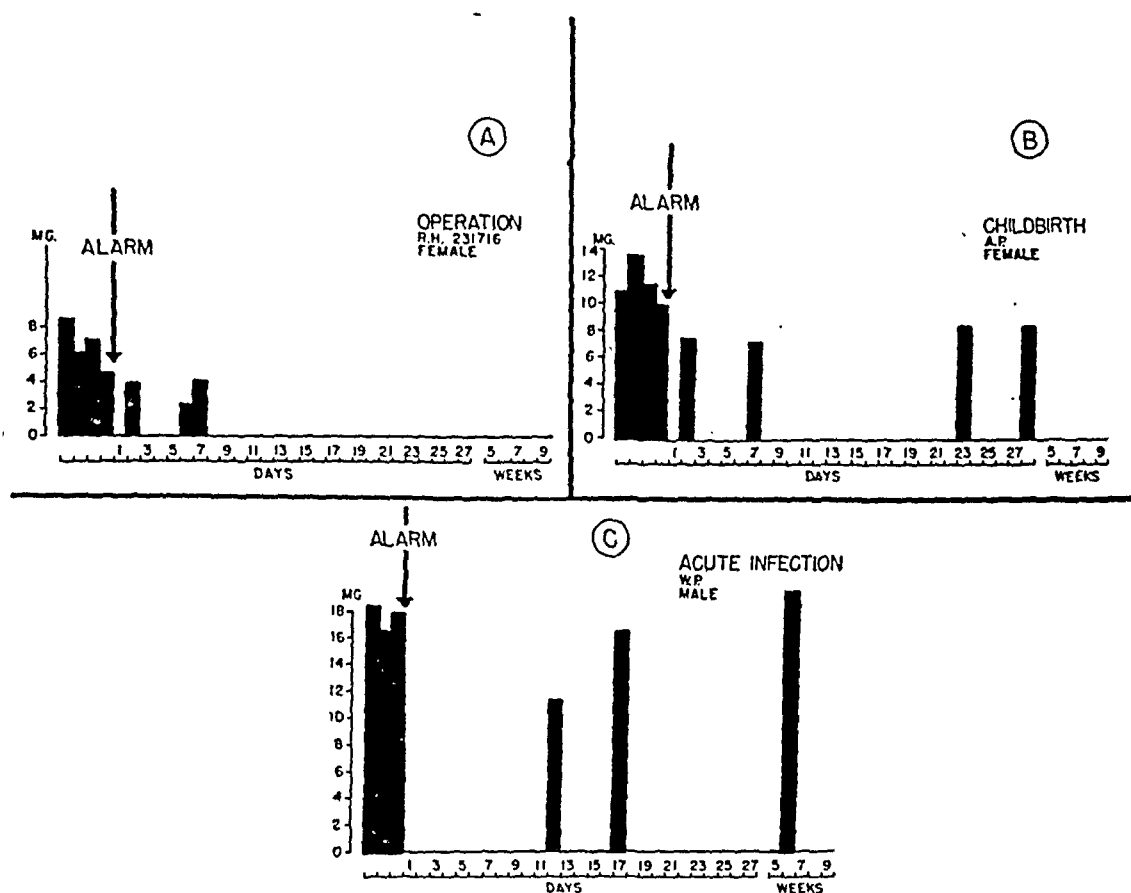 A
OPERATION
R.H. 231716
FEMALE
ALARM
MG.
8
6
4
2
0
1 3 5 7 9 11 13 15 17 19 21 23 25 27 5 7 9
DAYS WEEKS
B
CHILDBIRTH
A.P.
FEMALE
ALARM
MG.
14
12
10
8
6
4
2
0
1 3 5 7 9 11 13 15 17 19 21 23 25 27 5 7 9
DAYS WEEKS
C
ACUTE INFECTION
W.P.
MALE
ALARM
MG
18
16
14
12
10
8
6
4
2
0
1 3 5 7 9 11 13 15 17 19 21 23 25 27 5 7 9
DAYS WEEKS